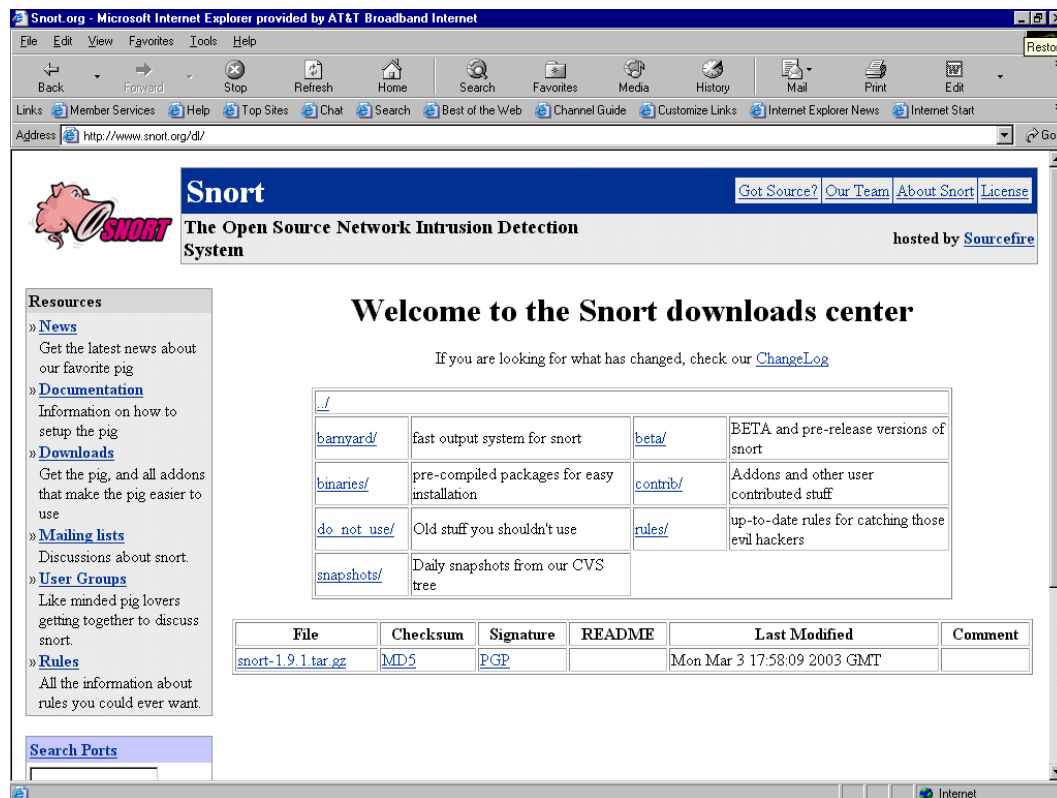 Snort.org - Microsoft Internet Explorer provided by AT&T Broadband Internet
File Edit View Favorites Tools Help
Restor
Back Forward Stop Refresh Home Search Favorites Media History Mail Print Edit
Links Member Services Help Top Sites Chat Search Best of the Web Channel Guide Customize Links Internet Explorer News Internet Start
Address http://www.snort.org/dl/ Go
SNORT
Snort
Got Source? Our Team About Snort License
The Open Source Network Intrusion Detection
System
hosted by Sourcefire
Resources
» News
Get the latest news about
our favorite pig
» Documentation
Information on how to
setup the pig
» Downloads
Get the pig, and all addons
that make the pig easier to
use
» Mailing lists
Discussions about snort.
» User Groups
Like minded pig lovers
getting together to discuss
snort.
» Rules
All the information about
rules you could ever want.
Search Ports
Welcome to the Snort downloads center
If you are looking for what has changed, check our ChangeLog
../
barnyard/ fast output system for snort
beta/ BETA and pre-release versions of
snort
binaries/ pre-compiled packages for easy
installation
contrib/ Addons and other user
contributed stuff
do_not_use/ Old stuff you shouldn't use
rules/ up-to-date rules for catching those
evil hackers
snapshots/ Daily snapshots from our CVS
tree
File Checksum Signature README Last Modified Comment
snort-1.9.1.tar.gz MD5 PGP Mon Mar 3 17:58:09 2003 GMT
Internet